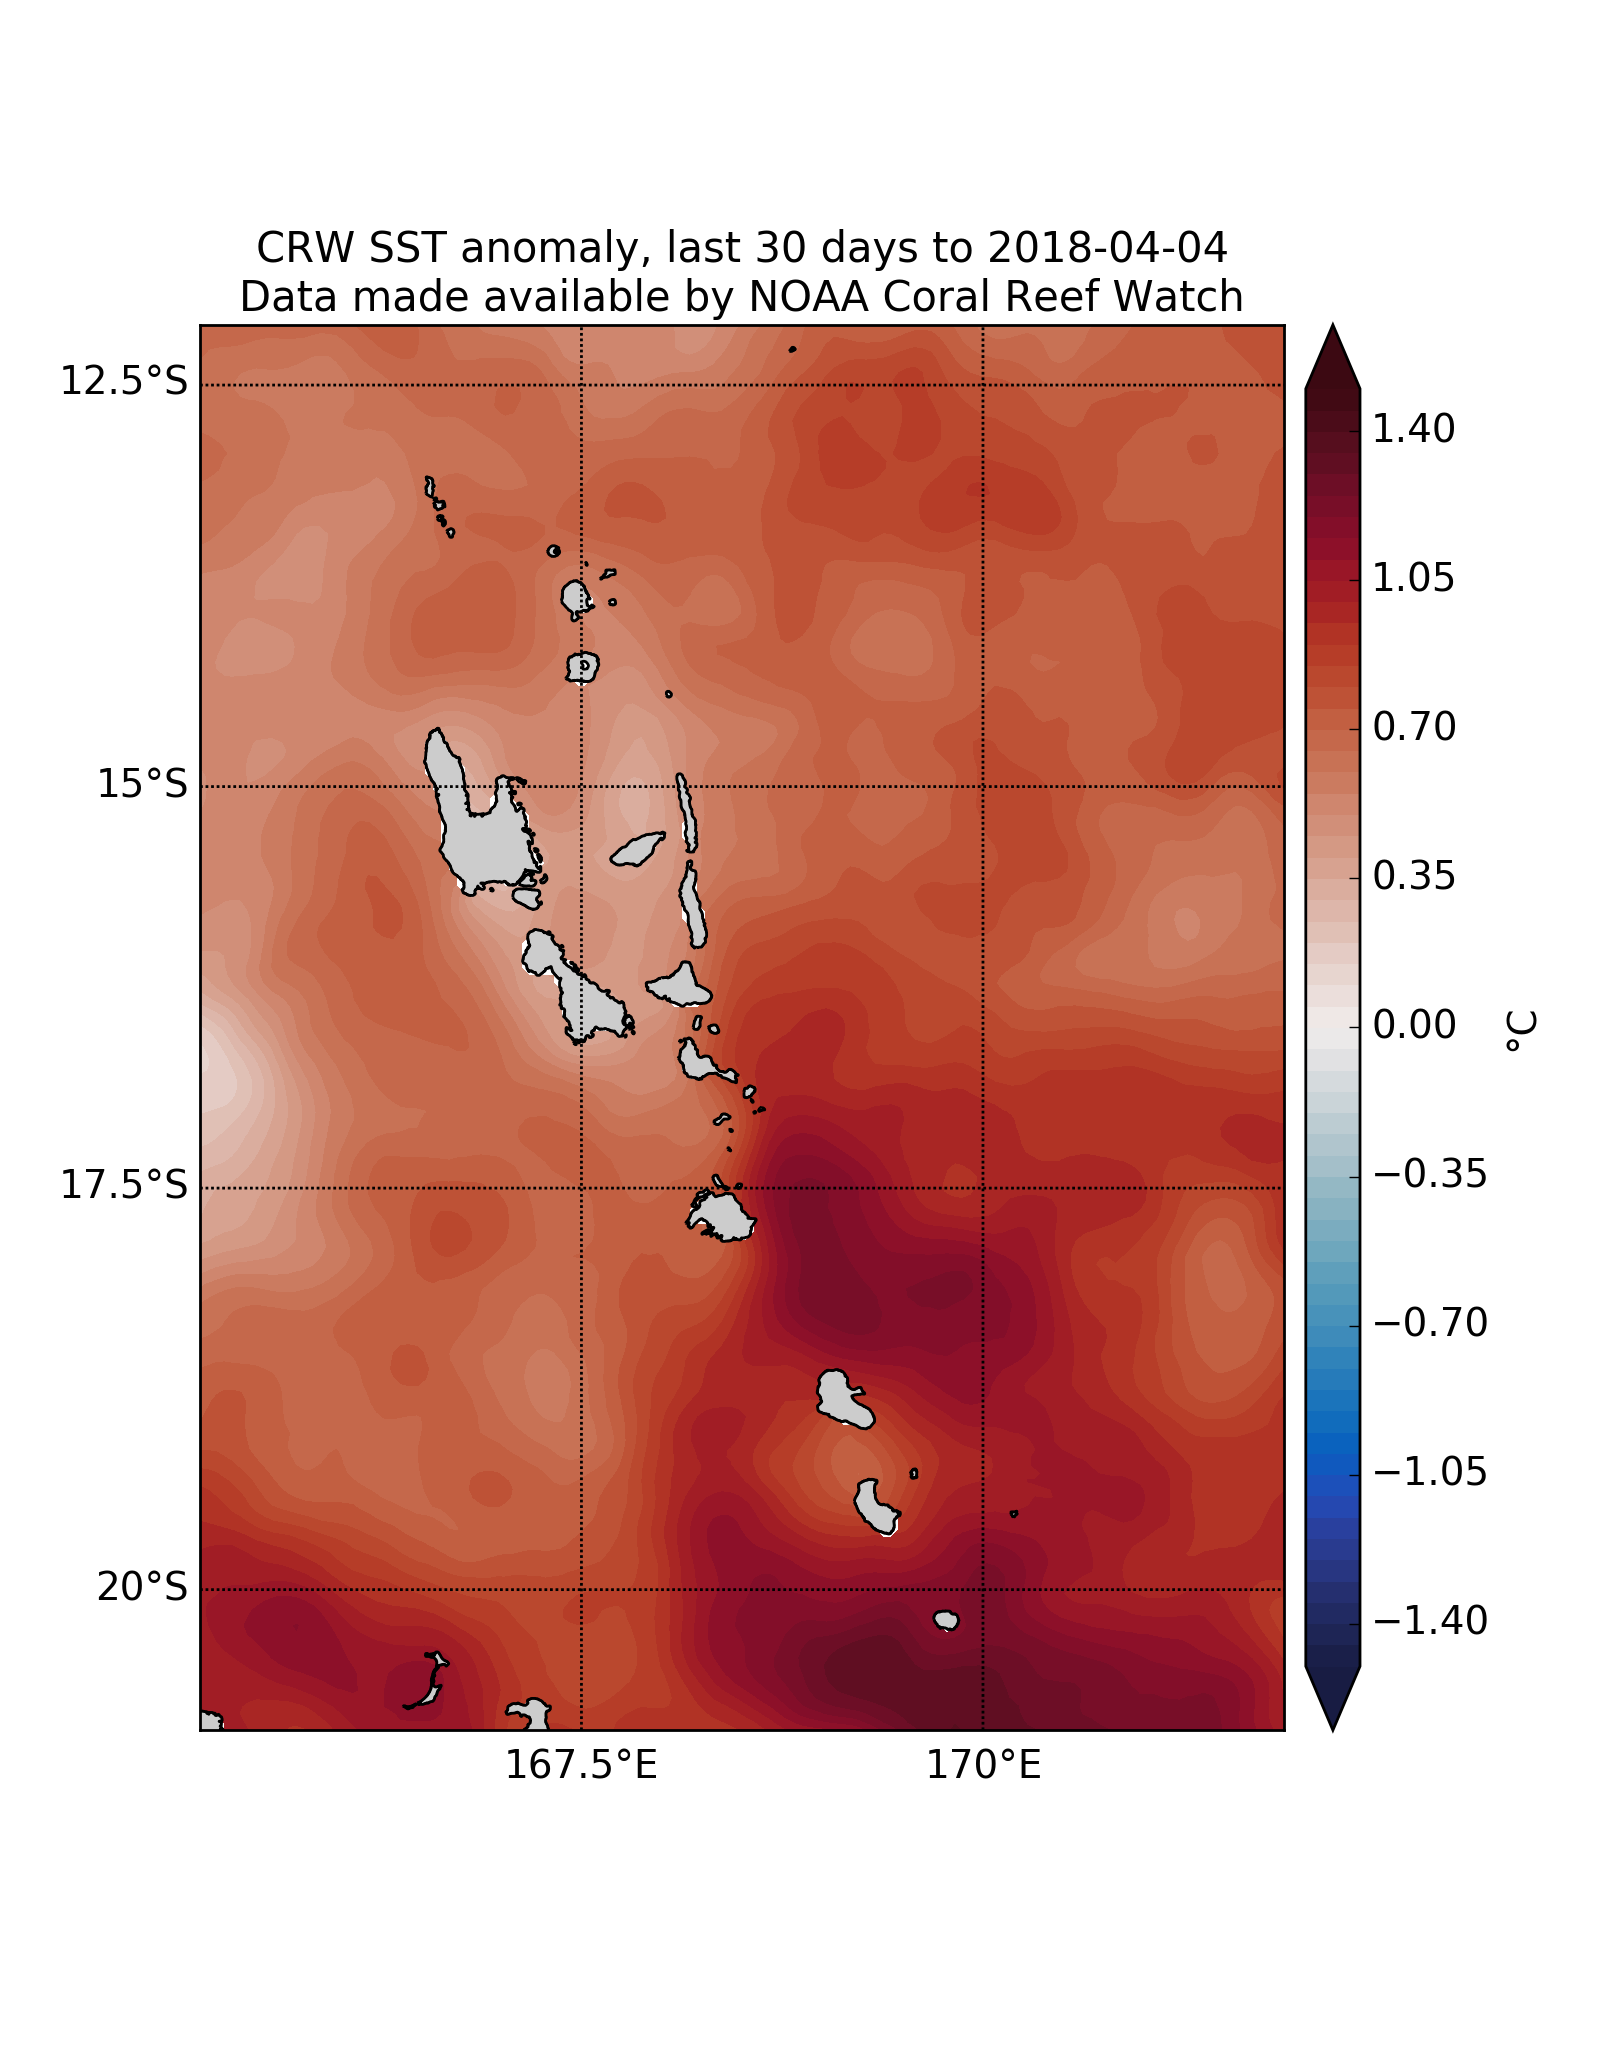 CRW SST anomaly, last 30 days to 2018-04-04
Data made available by NOAA Coral Reef Watch
12.5°S
15°S
17.5°S
20°S
167.5°E
170°E
1.40
1.05
0.70
0.35
0.00
−0.35
−0.70
−1.05
−1.40
°C